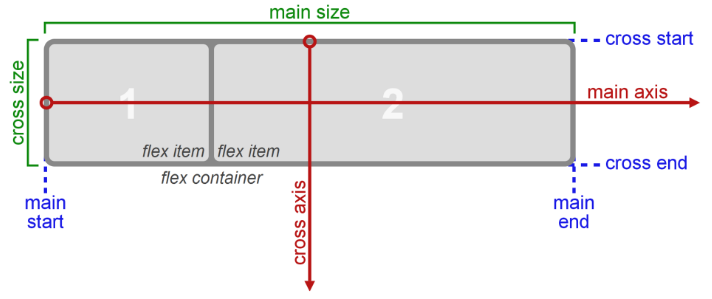 main size
cross start
cross size
1
2
main axis
flex item
flex item
cross end
flex container
main
start
cross axis
main
end